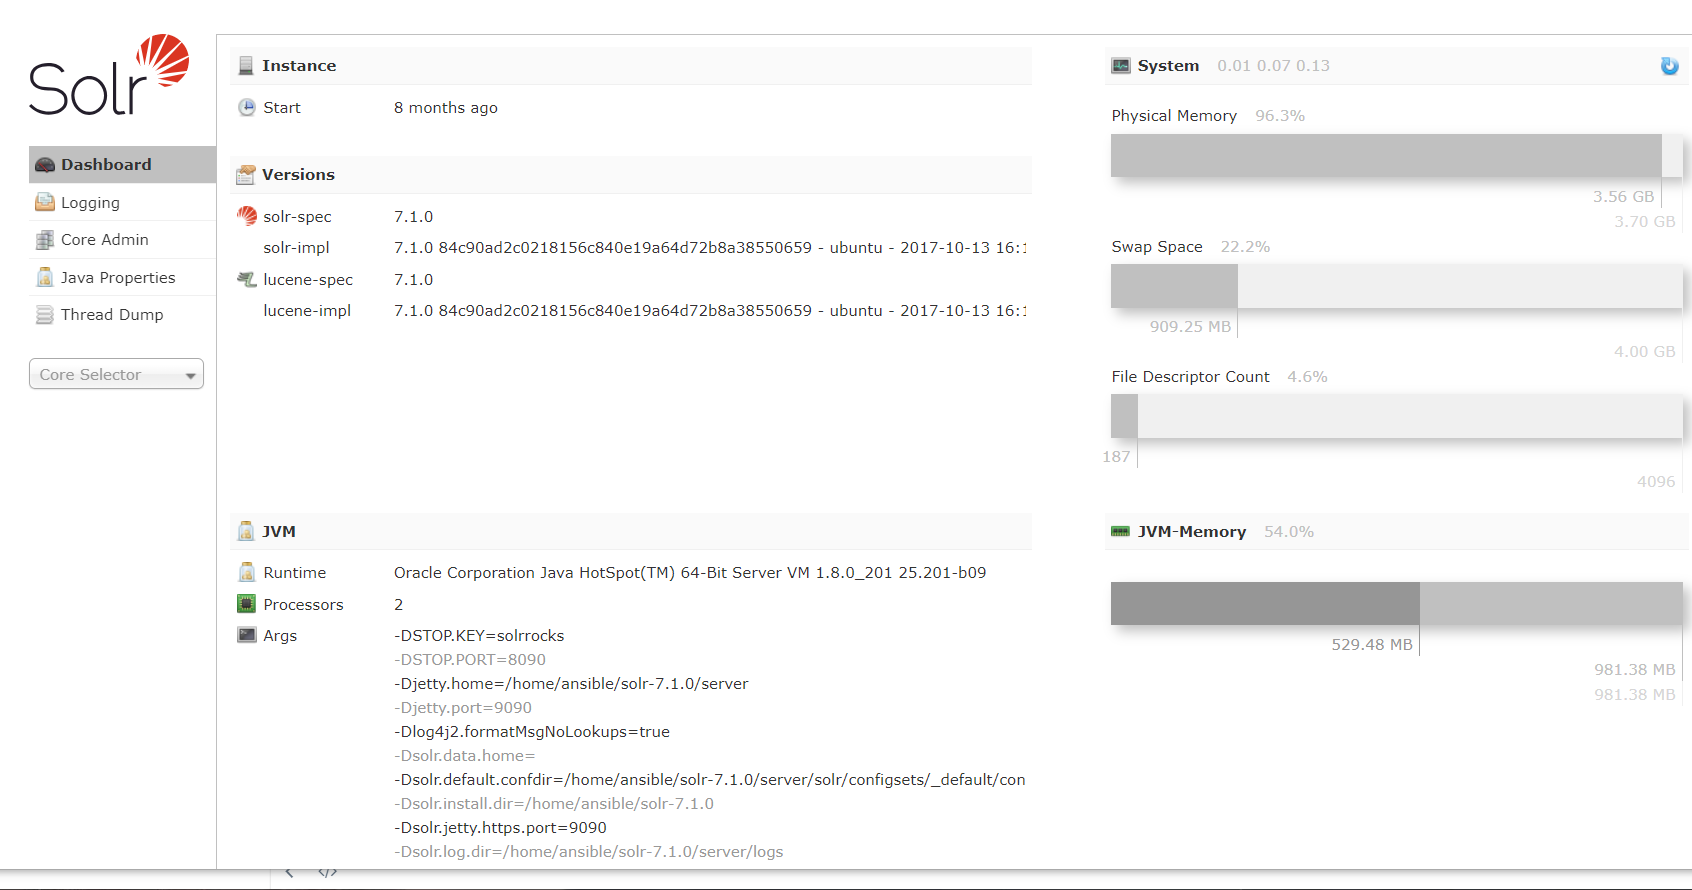 Solr
Dashboard
Logging
Core Admin
Java Properties
Thread Dump
Core Selector
Instance
Start 8 months ago
Versions
solr-spec 7.1.0
solr-impl 7.1.0 84c90ad2c0218156c840e19a64d72b8a38550659 - ubuntu - 2017-10-13 16:1
lucene-spec 7.1.0
lucene-impl 7.1.0 84c90ad2c0218156c840e19a64d72b8a38550659 - ubuntu - 2017-10-13 16:1
JVM
Runtime Oracle Corporation Java HotSpot(TM) 64-Bit Server VM 1.8.0_201 25.201-b09
Processors 2
Args -DSTOP.KEY=solrrocks
-DSTOP.PORT=8090
-Djetty.home=/home/ansible/solr-7.1.0/server
-Djetty.port=9090
-Dlog4j2.formatMsgNoLookups=true
-Dsolr.data.home=
-Dsolr.default.confdir=/home/ansible/solr-7.1.0/server/solr/configsets/_default/con
-Dsolr.install.dir=/home/ansible/solr-7.1.0
-Dsolr.jetty.https.port=9090
-Dsolr.log.dir=/home/ansible/solr-7.1.0/server/logs
System 0.01 0.07 0.13
Physical Memory 96.3%
3.56 GB
3.70 GB
Swap Space 22.2%
909.25 MB
4.00 GB
File Descriptor Count 4.6%
187
4096
JVM-Memory 54.0%
529.48 MB
981.38 MB
981.38 MB